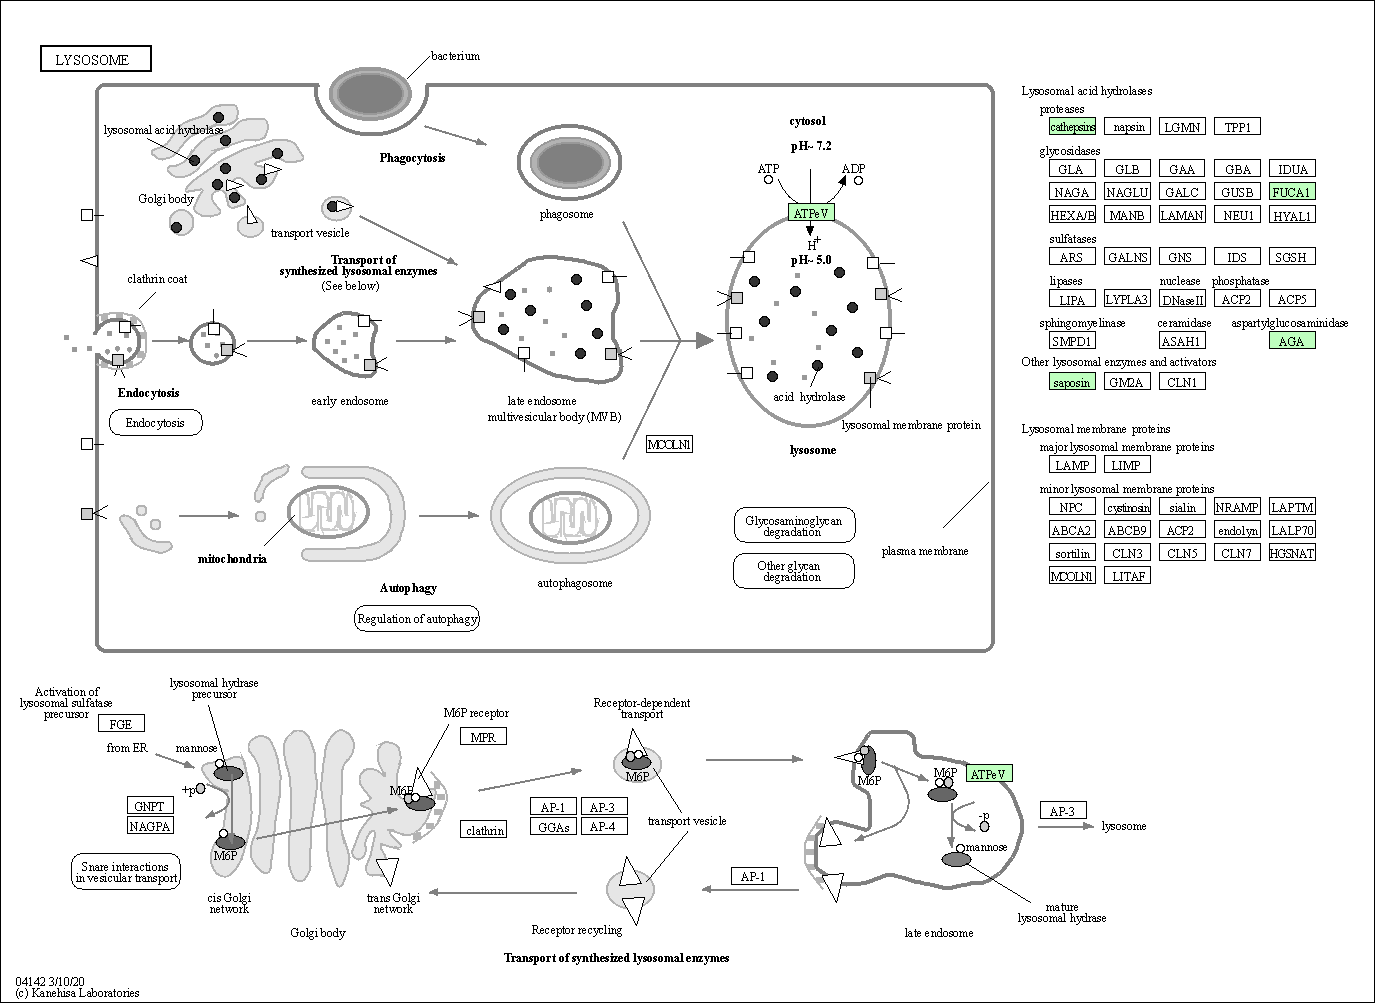 LYSOSOME
bacterium
lysosomal acid hydrolase
Phagocytosis
Golgi body
transport vesicle
phagosome
Transport of
synthesized lysosomal enzymes
(See below)
clathrin coat
Endocytosis
Endocytosis
early endosome
late endosome
multivesicular body (MVB)
cytosol
pH~ 7.2
ATP
ADP
ATPeV
H+
pH~ 5.0
acid hydrolase
lysosomal membrane protein
lysosome
MCOLN1
mitochondria
Autophagy
Regulation of autophagy
autophagosome
Glycosaminoglycan
degradation
Other glycan
degradation
plasma membrane
Lysosomal acid hydrolases
proteases
cathepsins napsin LGMN TPP1
glycosidases
GLA GLB GAA GBA IDUA
NAGA NAGLU GALC GUSB FUCA1
HEXA/B MANB LAMAN NEU1 HYAL1
sulfatases
ARS GALNS GNS IDS SGSH
lipases nuclease phosphatase
LIPA LYPLA3 DNaseII ACP2 ACP5
sphingomyelinase ceramidase aspartylglucosaminidase
SMPD1 ASAH1 AGA
Other lysosomal enzymes and activators
saposin GM2A CLN1
Lysosomal membrane proteins
major lysosomal membrane proteins
LAMP LIMP
minor lysosomal membrane proteins
NPC cystinosin sialin NRAMP LAPTM
ABCA2 ABCB9 ACP2 endolyn LALP70
sortilin CLN3 CLN5 CLN7 HGSNAT
MCOLN1 LITAF
Activation of
lysosomal sulfatase
precursor
FGE
lysosomal hydrase
precursor
from ER
mannose
+p
GNPT
NAGPA
M6P
Snare interactions
in vesicular transport
cis Golgi
network
Golgi body
trans Golgi
network
M6P
M6P receptor
MPR
clathrin
AP-1 AP-3
GGAs AP-4
Receptor-dependent
transport
M6P
transport vesicle
Receptor recycling
AP-1
M6P
M6P
ATPeV
-p
mannose
AP-3
lysosome
mature
lysosomal hydrase
late endosome
Transport of synthesized lysosomal enzymes
04142 3/10/20
(c) Kanehisa Laboratories